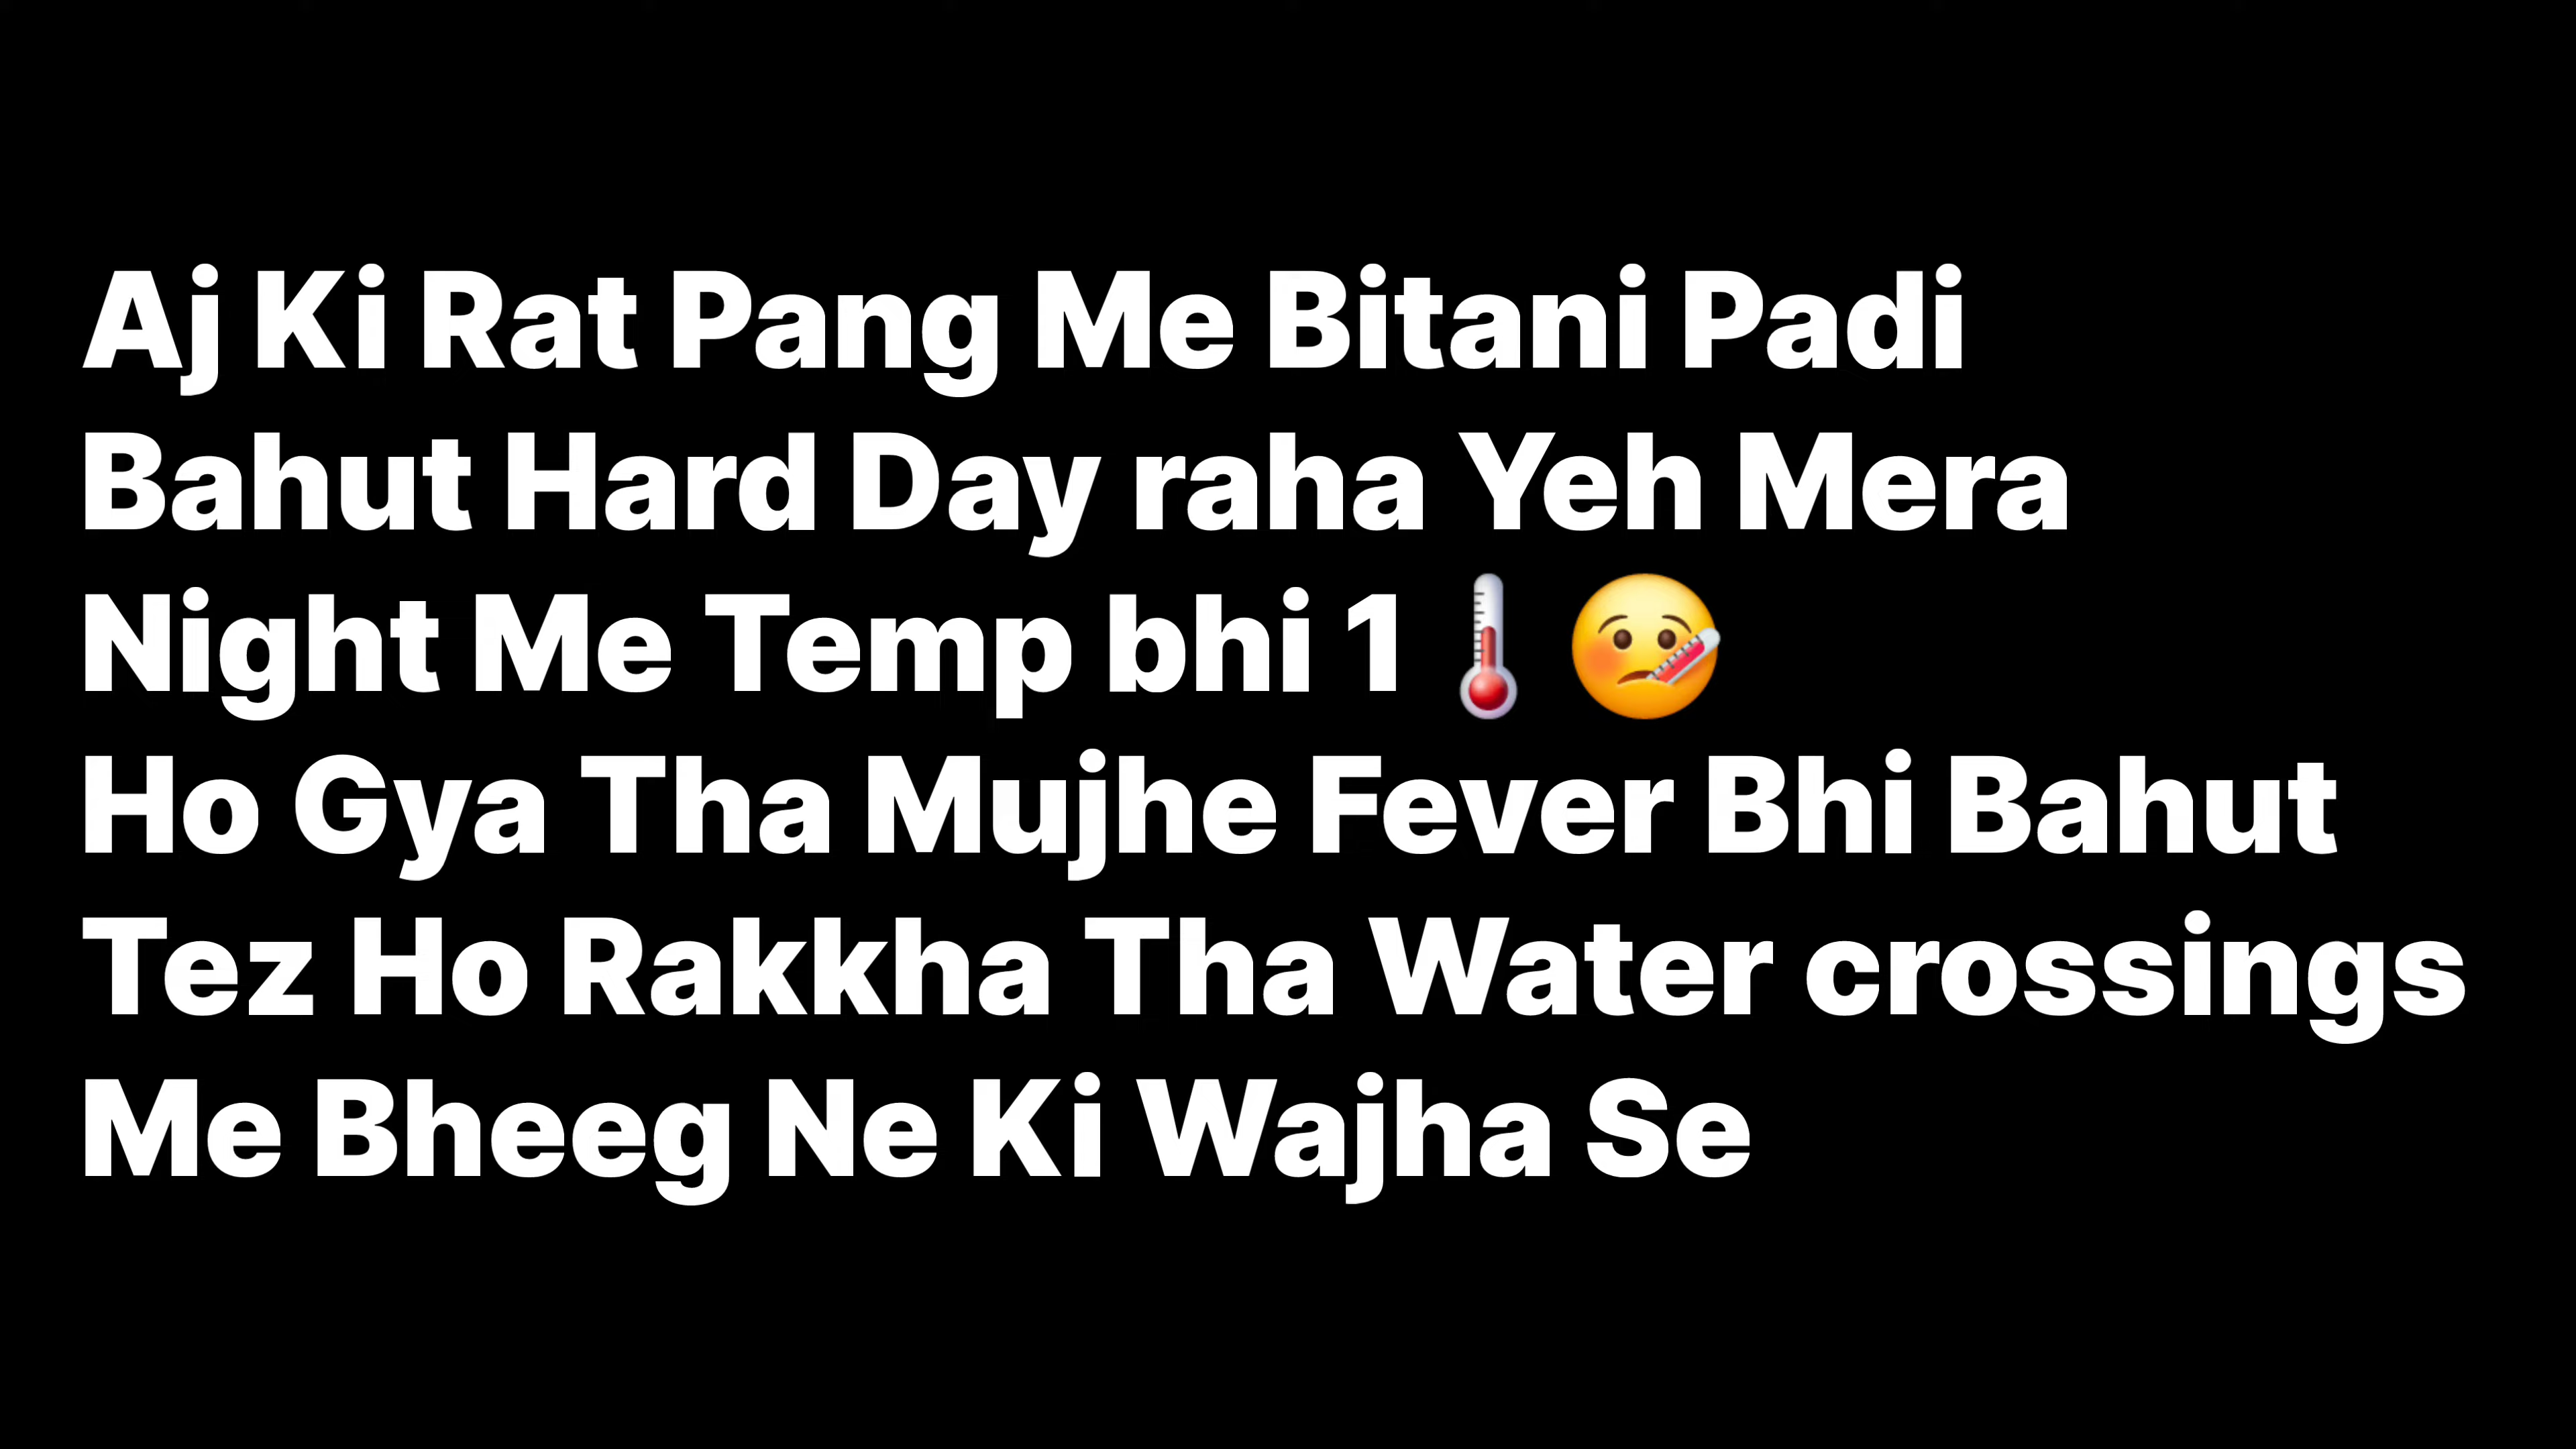 Aj Ki Rat Pang Me Bitani Padi
Bahut Hard Day raha Yeh Mera
Night Me Temp bhi 1🌡️🤒
Ho Gya Tha Mujhe Fever Bhi Bahut
Tez Ho Rakkha Tha Water crossings
Me Bheeg Ne Ki Wajha Se